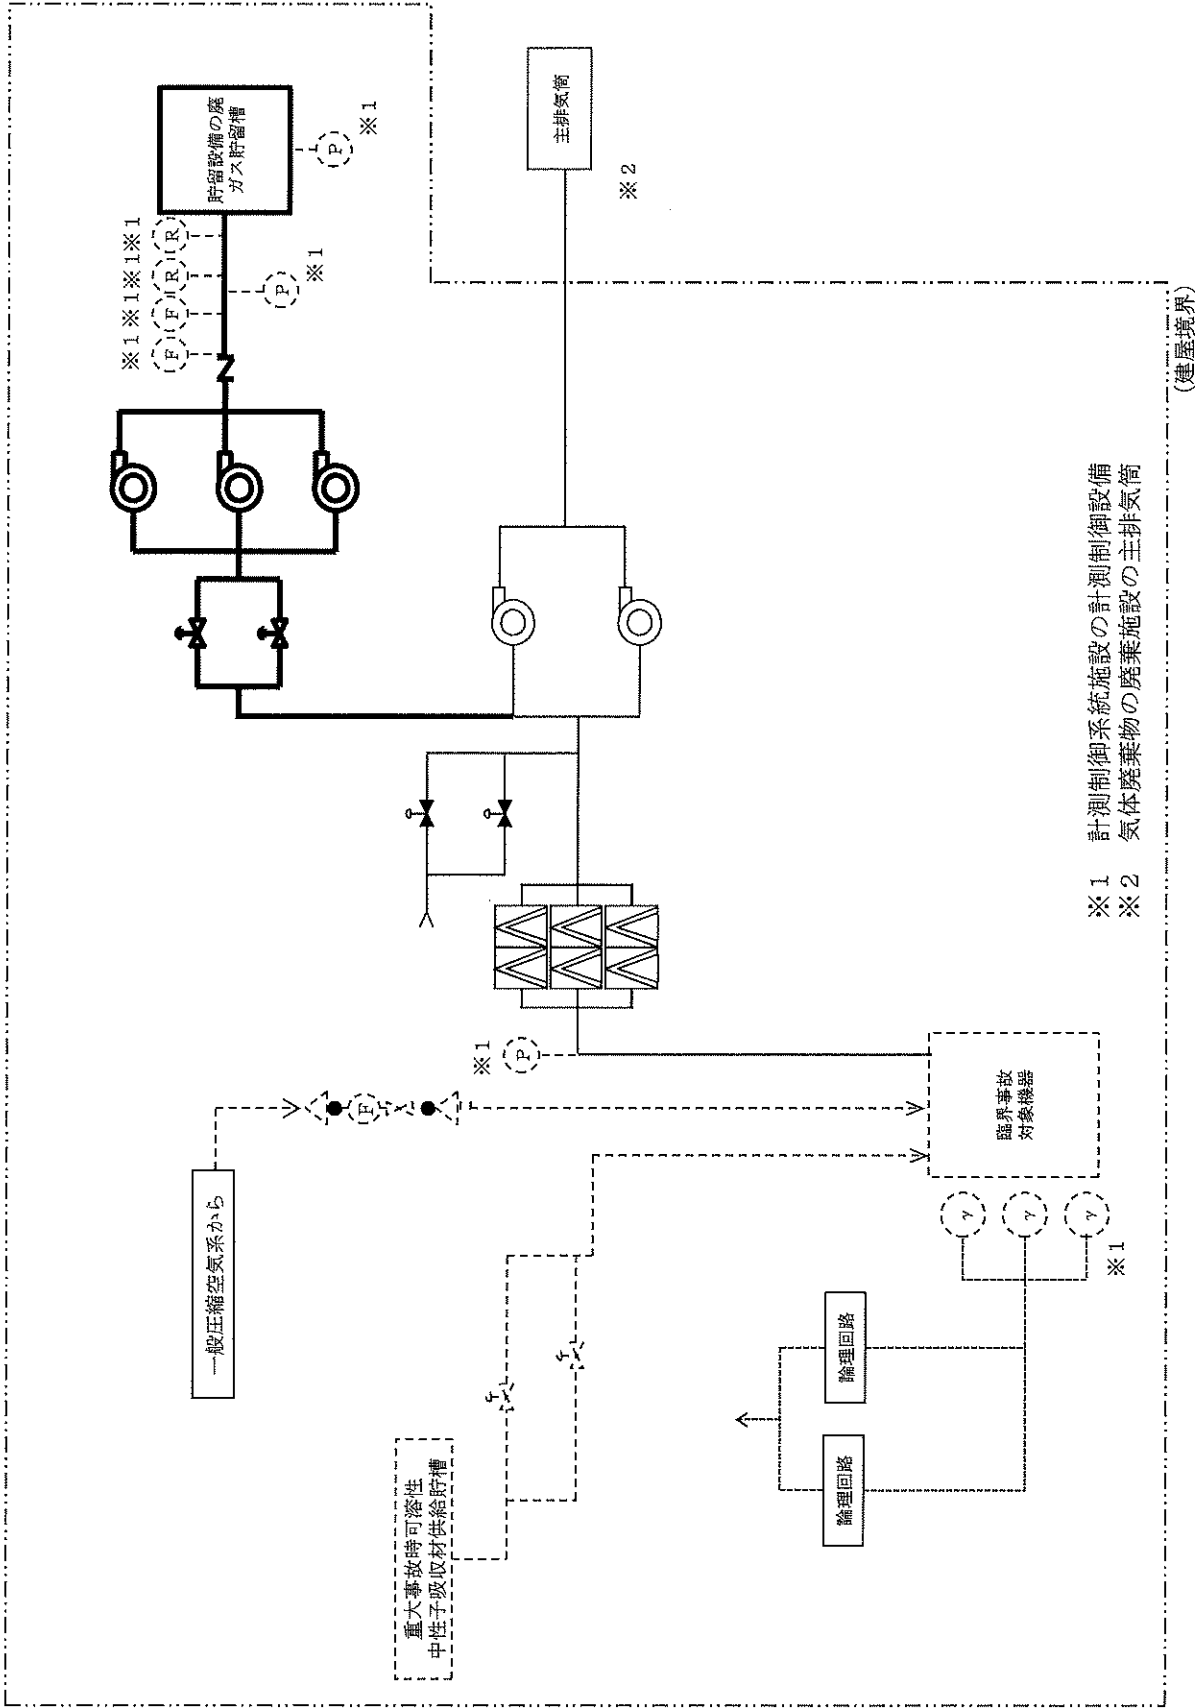 重大事故時可溶性
中性子吸収材供給貯槽
一般圧縮空気系から
論理回路
論理回路
γ
γ
γ
※1
臨界事故
対象機器
F
P
※1
F
F
R
R
※1
※1
※1
※1
P
※1
貯留設備の廃
ガス貯留槽
P
※1
主排気筒
※2
※1 計測制御系統施設の計測制御設備
※2 気体廃棄物の廃棄施設の主排気筒
(建屋境界)